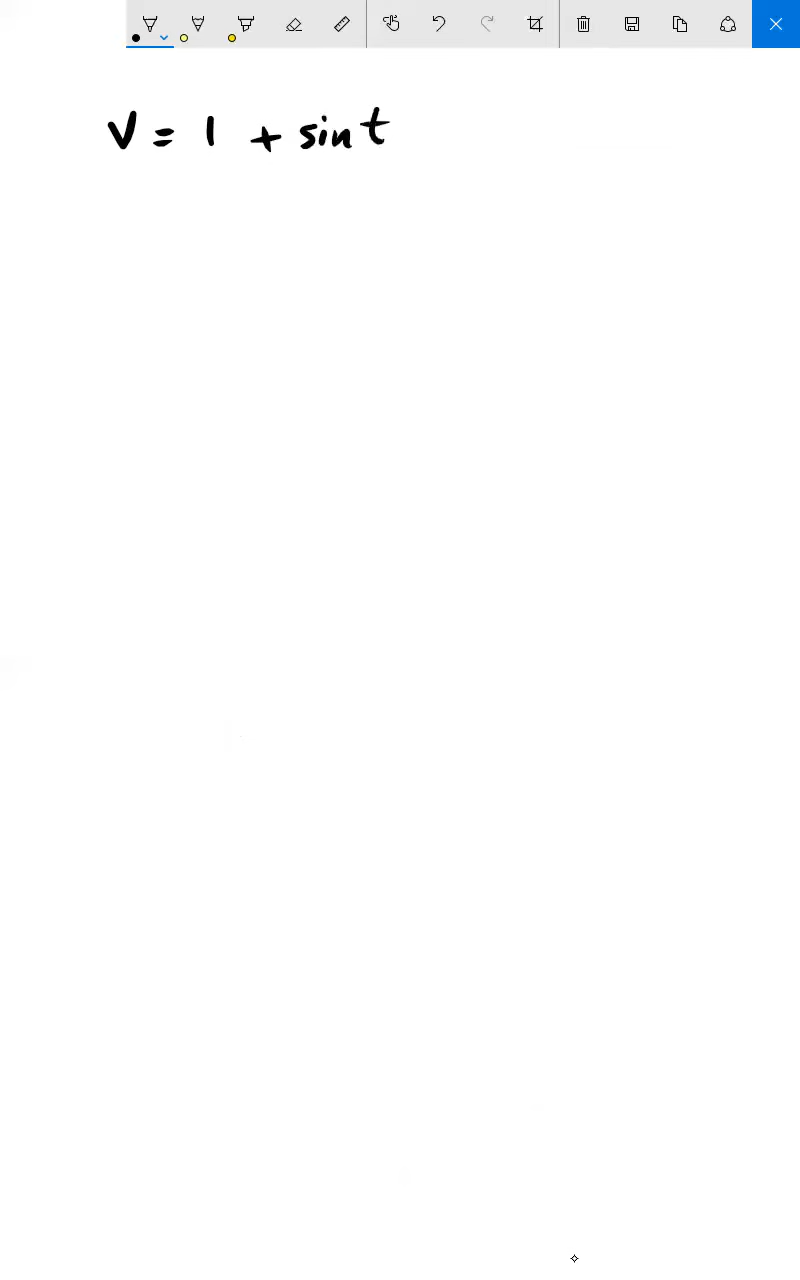 V = 1 + sin t